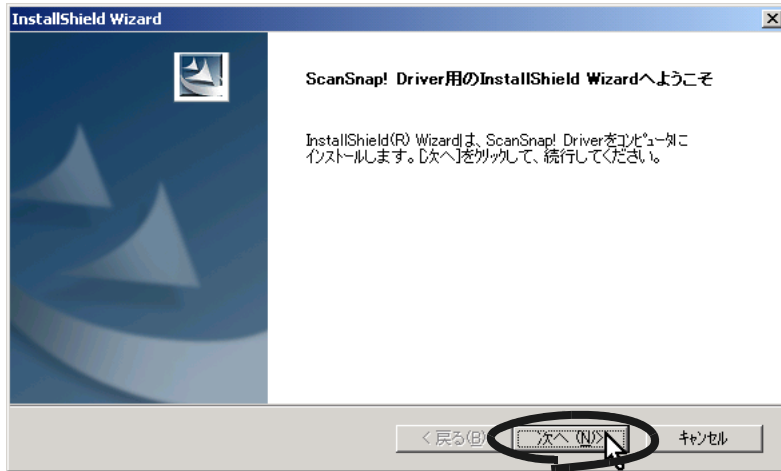 InstallShield Wizard
ScanSnap! Driver用のInstallShield Wizardへようこそ
InstallShield(R) Wizardは、ScanSnap! Driverをコンピュータに
インストールします。[次へ]をクリックして、続行してください。
< 戻る(B)
次へ (N)>
キャンセル